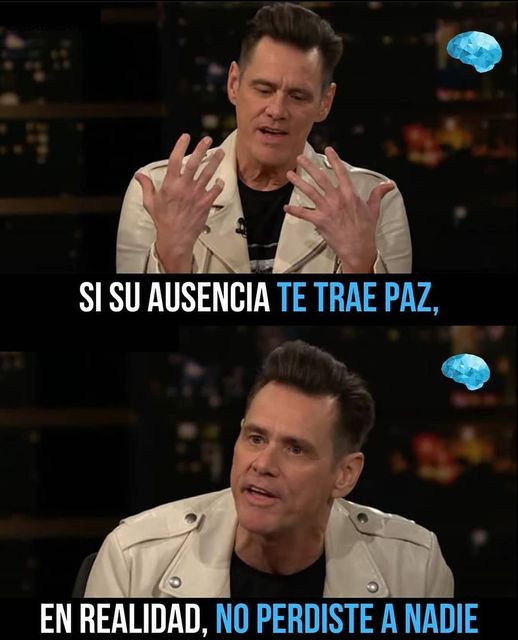 SI SU AUSENCIA TE TRAE PAZ,
EN REALIDAD, NO PERDISTE A NADIE